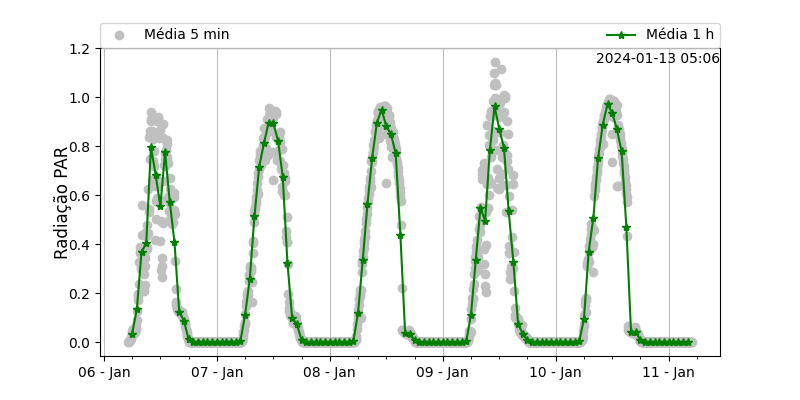 Média 5 min
Média 1 h
2024-01-13 05:06
Radiação PAR
1.2
1.0
0.8
0.6
0.4
0.2
0.0
06 - Jan
07 - Jan
08 - Jan
09 - Jan
10 - Jan
11 - Jan